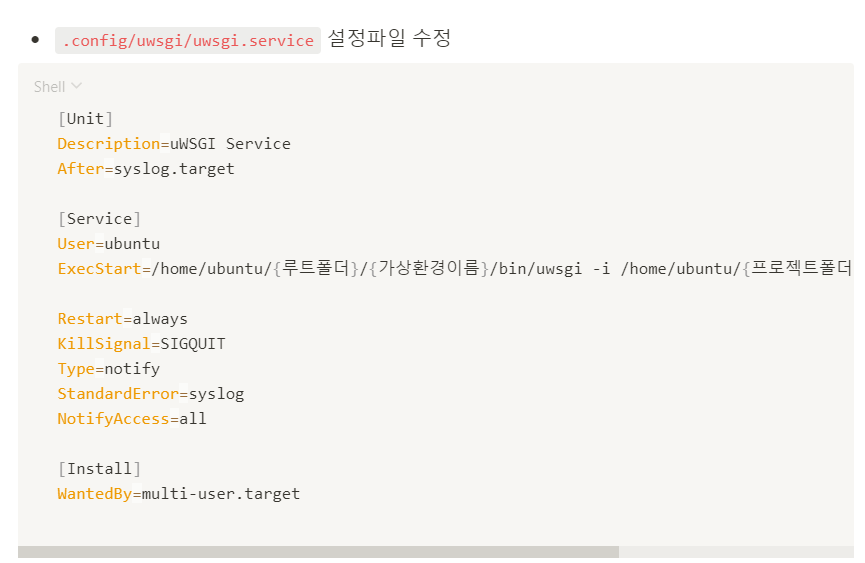 .config/uwsgi/uwsgi.service 설정파일 수정
Shell
[Unit]
Description=uWSGI Service
After=syslog.target
[Service]
User=ubuntu
ExecStart=/home/ubuntu/{루트폴더}/{가상환경이름}/bin/uwsgi -i /home/ubuntu/{프로젝트폴더
Restart=always
KillSignal=SIGQUIT
Type=notify
StandardError=syslog
NotifyAccess=all
[Install]
WantedBy=multi-user.target